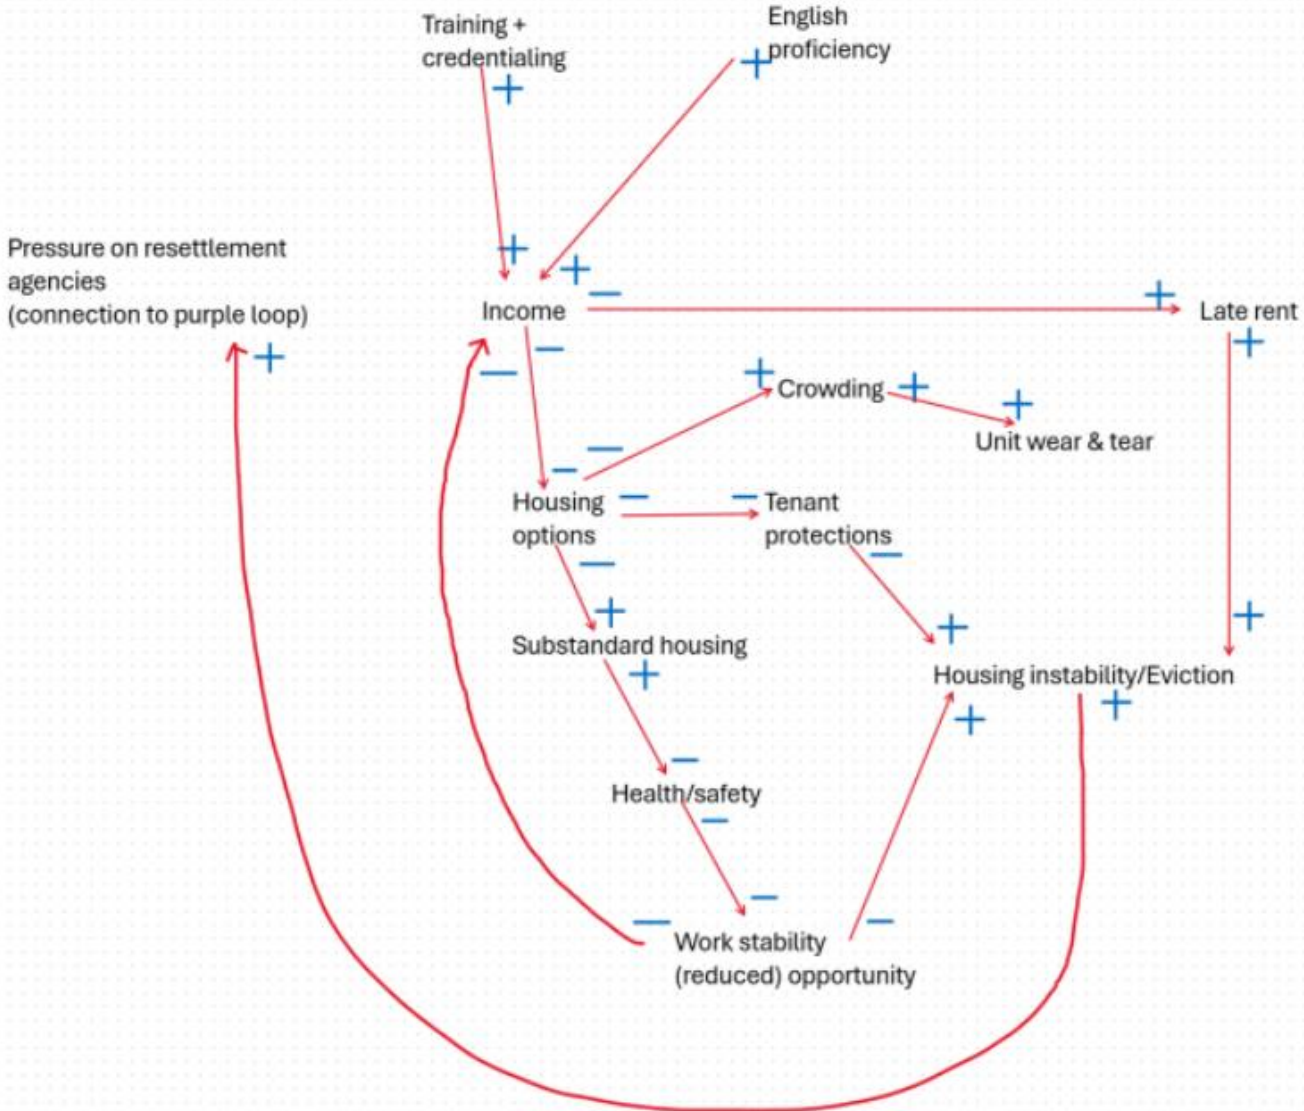 Training +
credentialing
English
proficiency
+
+
Pressure on resettlement
agencies
(connection to purple loop)
+
+
+
−
Income
+
Late rent
+
−
−
+
Crowding
+
+
Unit wear & tear
−
−
Housing
options
−
−
Tenant
protections
−
−
+
Substandard housing
+
+
+
Housing instability/Eviction
+
+
−
Health/safety
−
−
−
−
Work stability
(reduced) opportunity